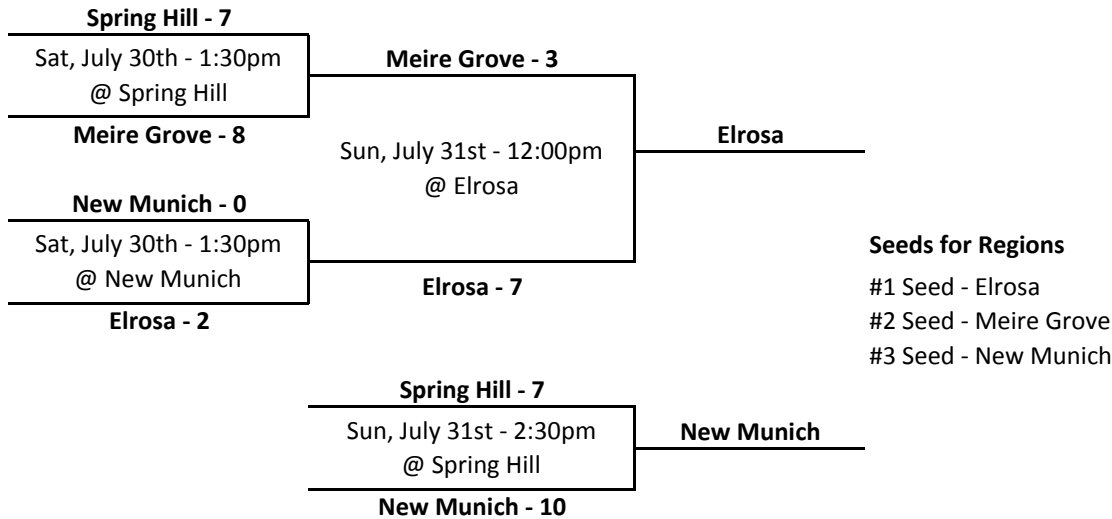 Spring Hill - 7
Sat, July 30th - 1:30pm
@ Spring Hill
Meire Grove - 8
New Munich - 0
Sat, July 30th - 1:30pm
@ New Munich
Elrosa - 2
Meire Grove - 3
Sun, July 31st - 12:00pm
@ Elrosa
Elrosa - 7
Elrosa
Spring Hill - 7
Sun, July 31st - 2:30pm
@ Spring Hill
New Munich - 10
New Munich
Seeds for Regions
#1 Seed - Elrosa
#2 Seed - Meire Grove
#3 Seed - New Munich